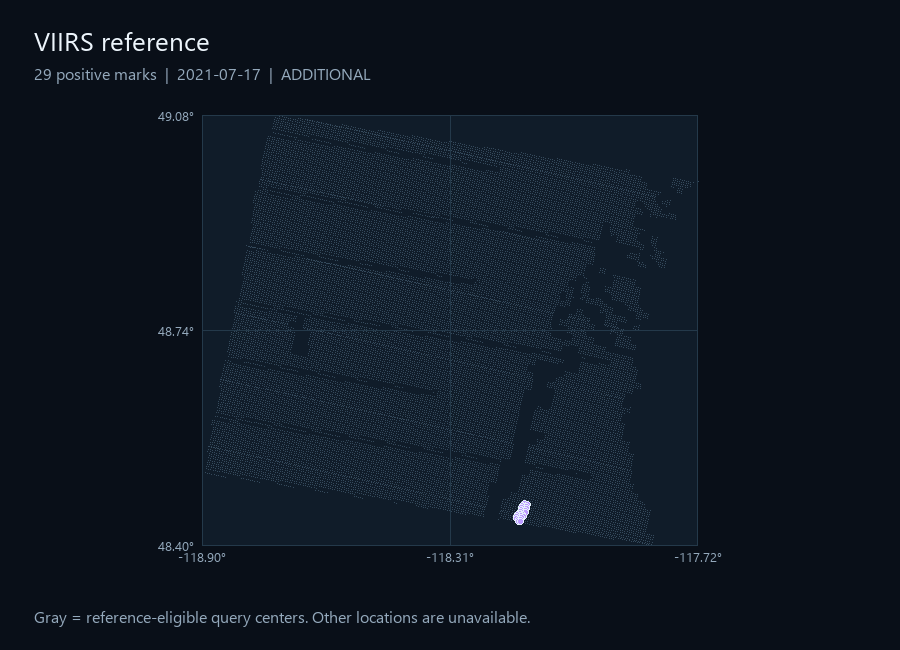 VIIRS reference
29 positive marks | 2021-07-17 | ADDITIONAL
49.08°
48.74°
48.40°
-118.90°
-118.31°
-117.72°
Gray = reference-eligible query centers. Other locations are unavailable.